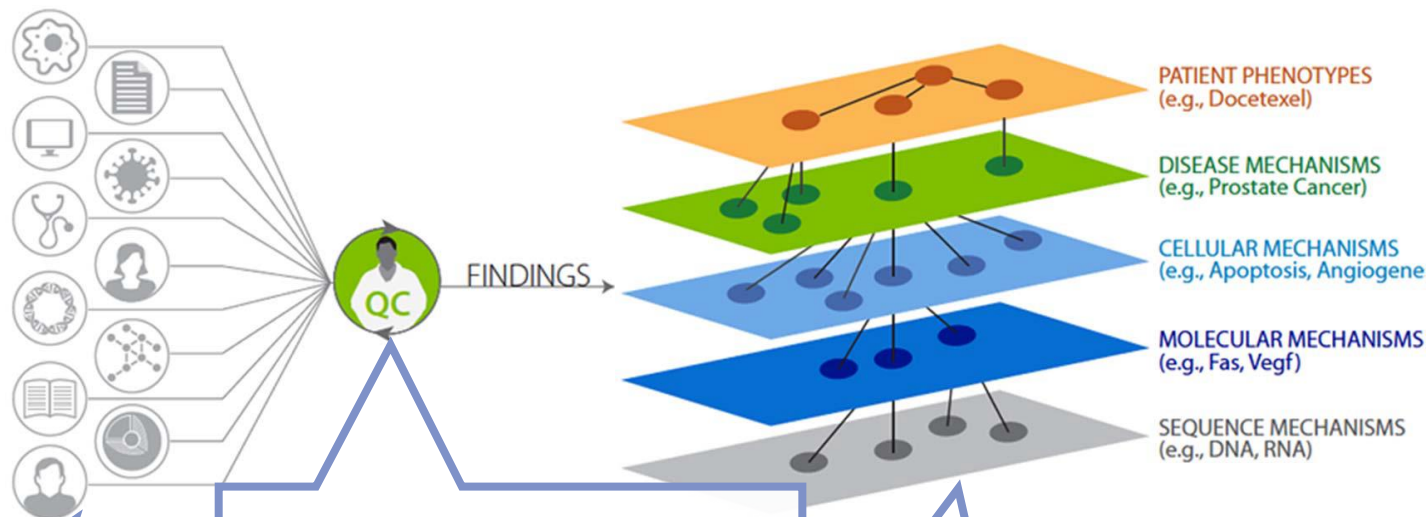 QC
FINDINGS
PATIENT PHENOTYPES
(e.g., Docetexel)
DISEASE MECHANISMS
(e.g., Prostate Cancer)
CELLULAR MECHANISMS
(e.g., Apoptosis, Angiogene
MOLECULAR MECHANISMS
(e.g., Fas, Vegf)
SEQUENCE MECHANISMS
(e.g., DNA, RNA)